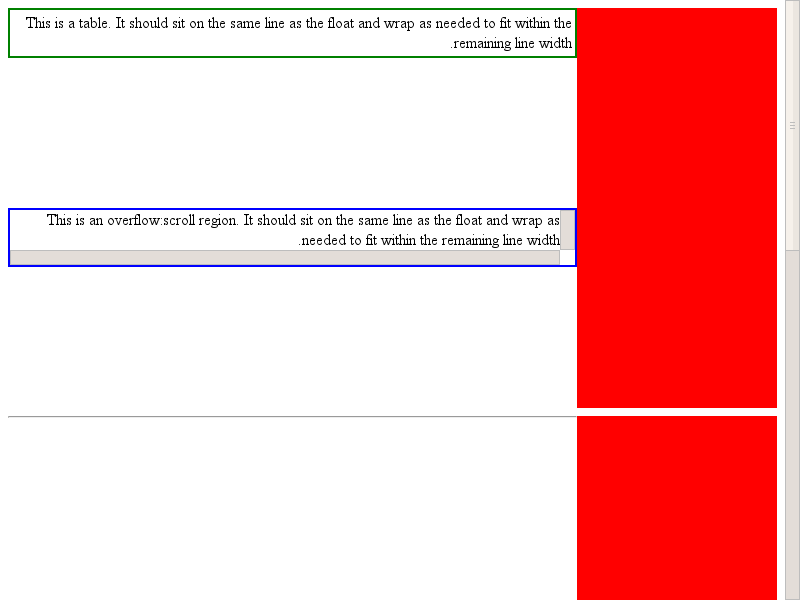 This is a table. It should sit on the same line as the float and wrap as needed to fit within the
.remaining line width
This is an overflow:scroll region. It should sit on the same line as the float and wrap as
.needed to fit within the remaining line width